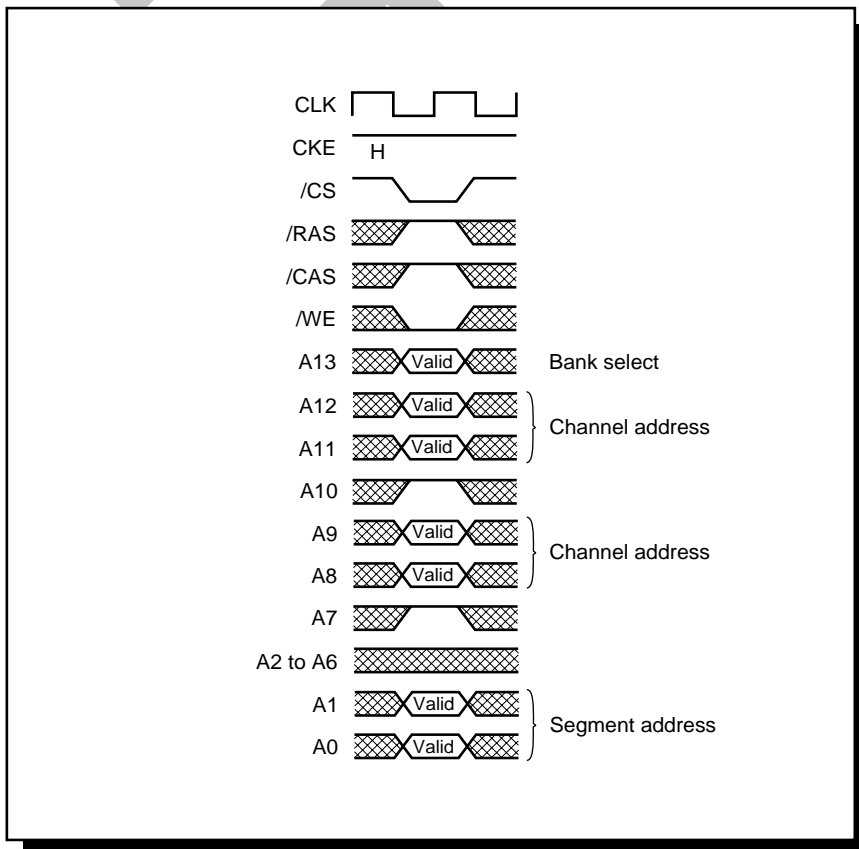 CLK
CKE H
/CS
/RAS
/CAS
/WE
A13 Valid Bank select
A12 Valid
Channel address
A11 Valid
A10
A9 Valid
Channel address
A8 Valid
A7
A2 to A6
A1 Valid
Segment address
A0 Valid